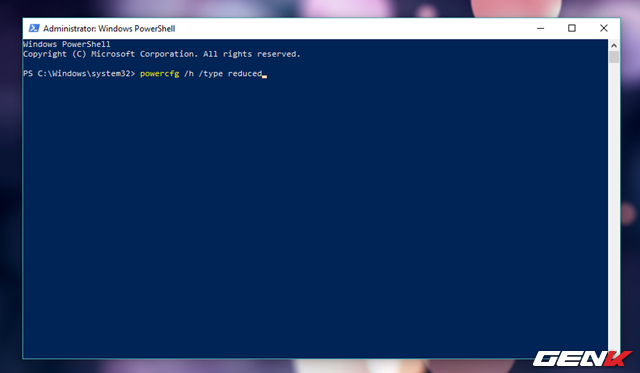 Administrator: Windows PowerShell
Windows PowerShell
Copyright (C) Microsoft Corporation. All rights reserved.
PS C:\Windows\system32> powercfg /h /type reduced
GENK